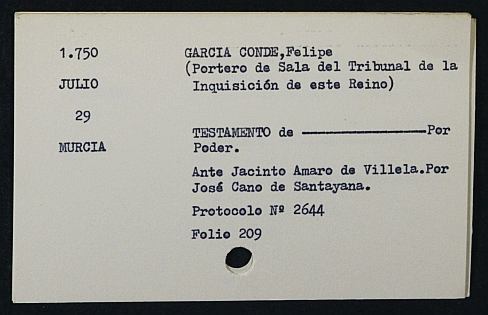 1.750
JULIO
29
MURCIA
GARCIA CONDE,Felipe
(Portero de Sala del Tribunal de la
Inquisición de este Reino)
TESTAMENTO de ——————————Por
Poder.
Ante Jacinto Amaro de Villela.Por
José Cano de Santayana.
Protocolo Nº 2644
Folio 209